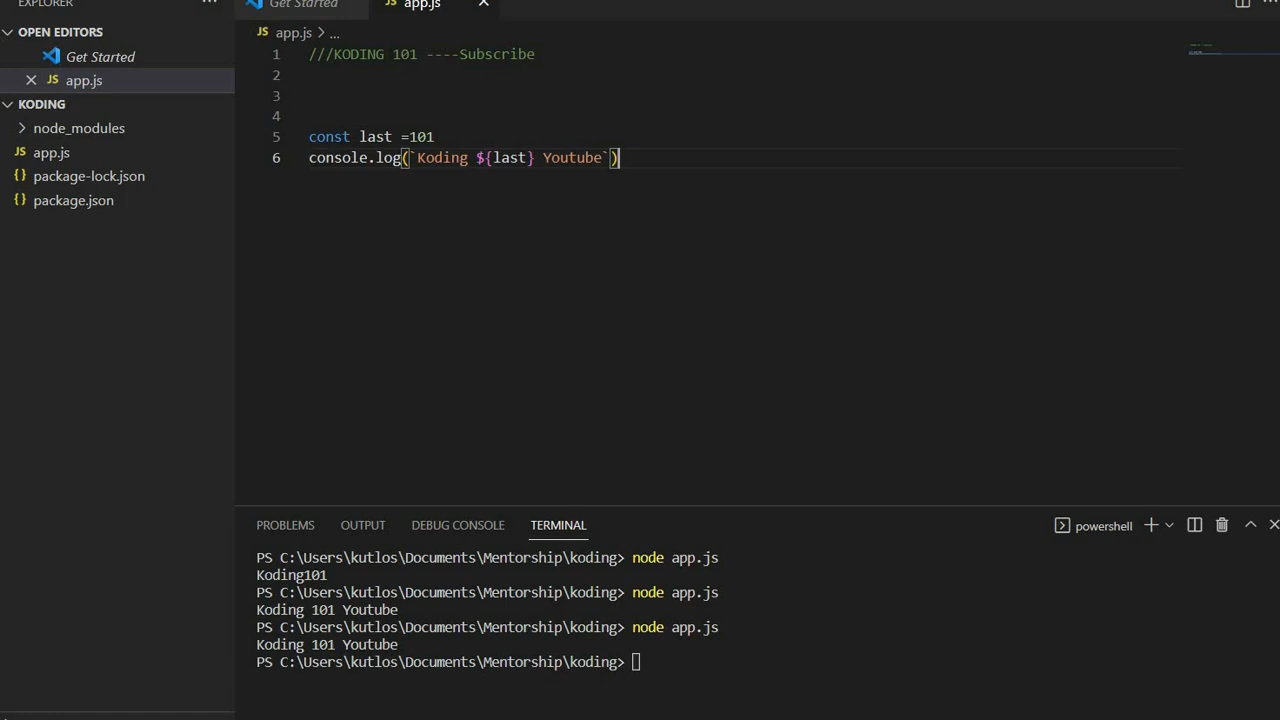 EXPLORER
Get Started
JS app.js
OPEN EDITORS
Get Started
JS app.js
KODING
node_modules
JS app.js
{} package-lock.json
{} package.json
JS app.js > ...
1 ///KODING 101 ----Subscribe
2
3
4
5 const last =101
6 console.log(`Koding ${last} Youtube`)
PROBLEMS OUTPUT DEBUG CONSOLE TERMINAL
powershell
PS C:\Users\kutlos\Documents\Mentorship\koding> node app.js
Koding101
PS C:\Users\kutlos\Documents\Mentorship\koding> node app.js
Koding 101 Youtube
PS C:\Users\kutlos\Documents\Mentorship\koding> node app.js
Koding 101 Youtube
PS C:\Users\kutlos\Documents\Mentorship\koding>